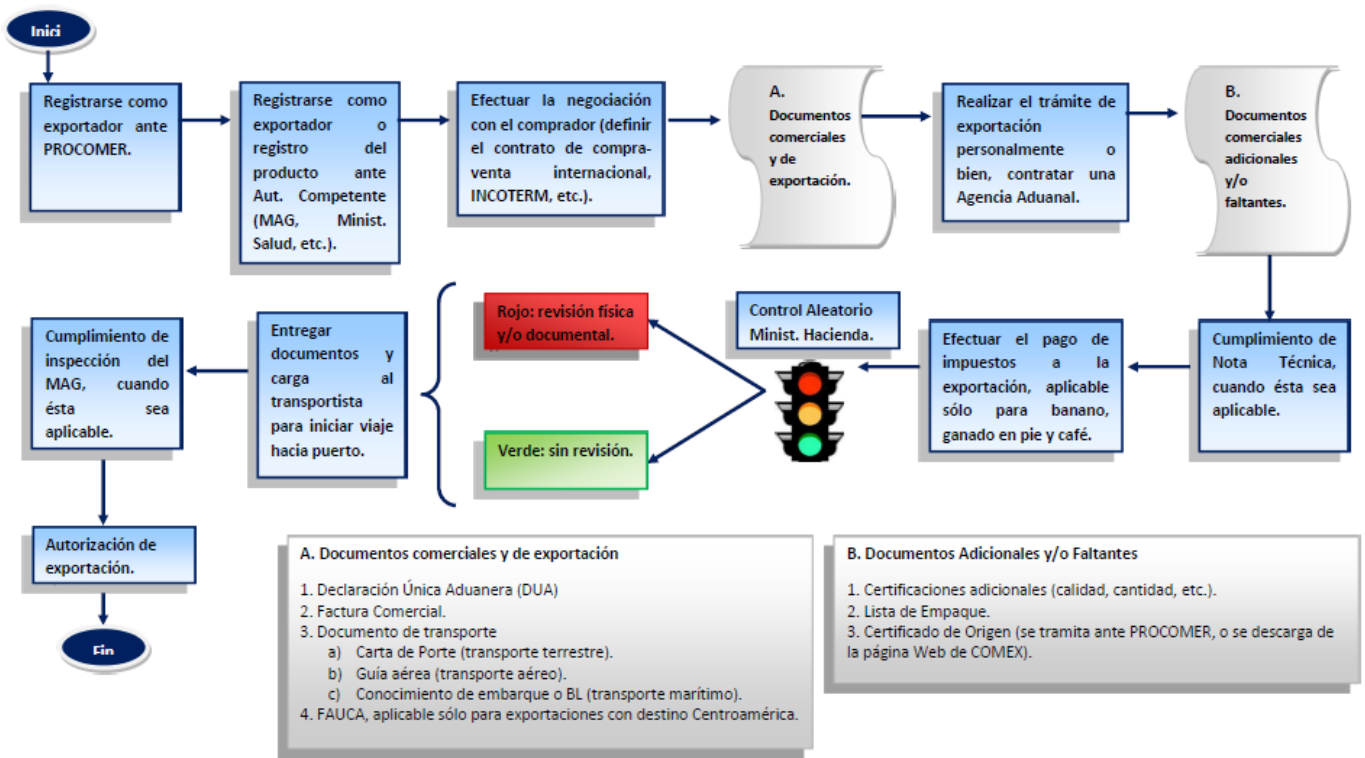 Inici
Registrarse como
exportador ante
PROCOMER.
Registrarse como
exportador o
registro del
producto ante
Aut. Competente
(MAG, Minist.
Salud, etc.).
Efectuar la negociación
con el comprador (definir
el contrato de compra-
venta internacional,
INCOTERM, etc.).
A.
Documentos
comerciales
y de
exportación.
Realizar el trámite de
exportación
personalmente o
bien, contratar una
Agencia Aduanal.
B.
Documentos
comerciales
adicionales
y/o
faltantes.
Cumplimiento de
Nota Técnica,
cuando ésta sea
aplicable.
Efectuar el pago de
impuestos a la
exportación, aplicable
sólo para banano,
ganado en pie y café.
Control Aleatorio
Minist. Hacienda.
Rojo: revisión física
y/o documental.
Verde: sin revisión.
Entregar
documentos y
carga al
transportista
para iniciar viaje
hacia puerto.
Cumplimiento de
inspección del
MAG, cuando
ésta sea
aplicable.
Autorización de
exportación.
Fin
A. Documentos comerciales y de exportación
1. Declaración Única Aduanera (DUA)
2. Factura Comercial.
3. Documento de transporte
a) Carta de Porte (transporte terrestre).
b) Guía aérea (transporte aéreo).
c) Conocimiento de embarque o BL (transporte marítimo).
4. FAUCA, aplicable sólo para exportaciones con destino Centroamérica.
B. Documentos Adicionales y/o Faltantes
1. Certificaciones adicionales (calidad, cantidad, etc.).
2. Lista de Empaque.
3. Certificado de Origen (se tramita ante PROCOMER, o se descarga de
la página Web de COMEX).